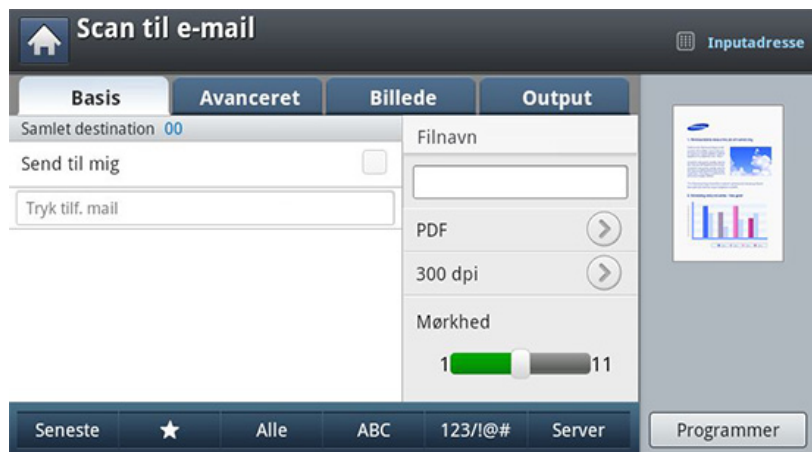 Scan til e-mail
Inputadresse
Basis
Avanceret
Billede
Output
Samlet destination 00
Send til mig
Tryk tilf. mail
Filnavn
PDF
300 dpi
Mørkhed
1 11
Seneste
Alle
ABC
123/!@#
Server
Programmer